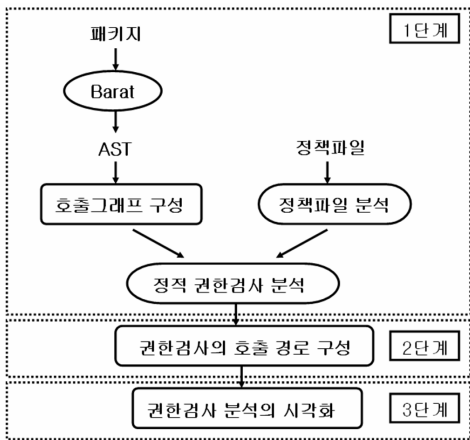 패키지
1단계
Barat
AST
정책파일
호출그래프 구성
정책파일 분석
정적 권한검사 분석
권한검사의 호출 경로 구성
2단계
권한검사 분석의 시각화
3단계